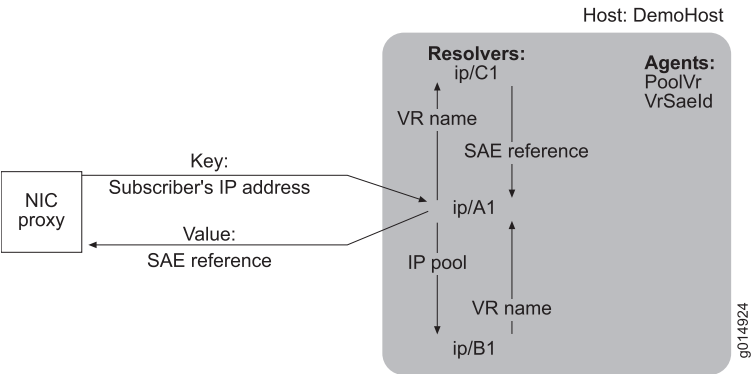 Host: DemoHost
Resolvers:
ip/C1
Agents:
PoolVr
VrSaeId
VR name
SAE reference
Key:
Subscriber's IP address
NIC
proxy
ip/A1
Value:
SAE reference
IP pool
VR name
ip/B1
g014924